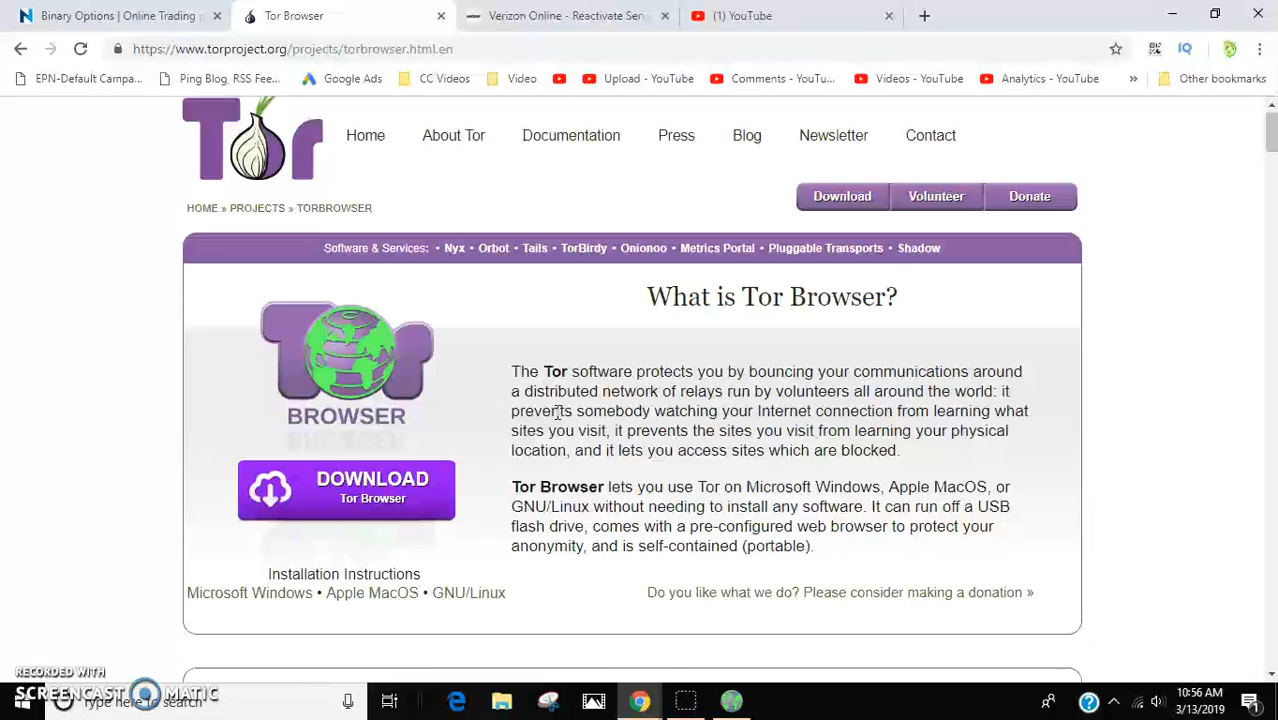 Binary Options | Online Trading p
Tor Browser
Verizon Online - Reactivate Serv
(1) YouTube
https://www.torproject.org/projects/torbrowser.html.en
EPN-Default Campa...
Ping Blog, RSS Fee...
Google Ads
CC Videos
Video
Upload - YouTube
Comments - YouTu...
Videos - YouTube
Analytics - YouTube
»
Other bookmarks
Tor
Home About Tor Documentation Press Blog Newsletter Contact
HOME » PROJECTS » TORBROWSER
Download Volunteer Donate
Software & Services: • Nyx • Orbot • Tails • TorBirdy • Onionoo • Metrics Portal • Pluggable Transports • Shadow
Tor
BROWSER
DOWNLOAD
Tor Browser
Installation Instructions
Microsoft Windows • Apple MacOS • GNU/Linux
What is Tor Browser?
The Tor software protects you by bouncing your communications around
a distributed network of relays run by volunteers all around the world: it
prevents somebody watching your Internet connection from learning what
sites you visit, it prevents the sites you visit from learning your physical
location, and it lets you access sites which are blocked.
Tor Browser lets you use Tor on Microsoft Windows, Apple MacOS, or
GNU/Linux without needing to install any software. It can run off a USB
flash drive, comes with a pre-configured web browser to protect your
anonymity, and is self-contained (portable).
Do you like what we do? Please consider making a donation »
RECORDED WITH
SCREENCAST MATIC
Type here to search
10:56 AM
3/13/2019